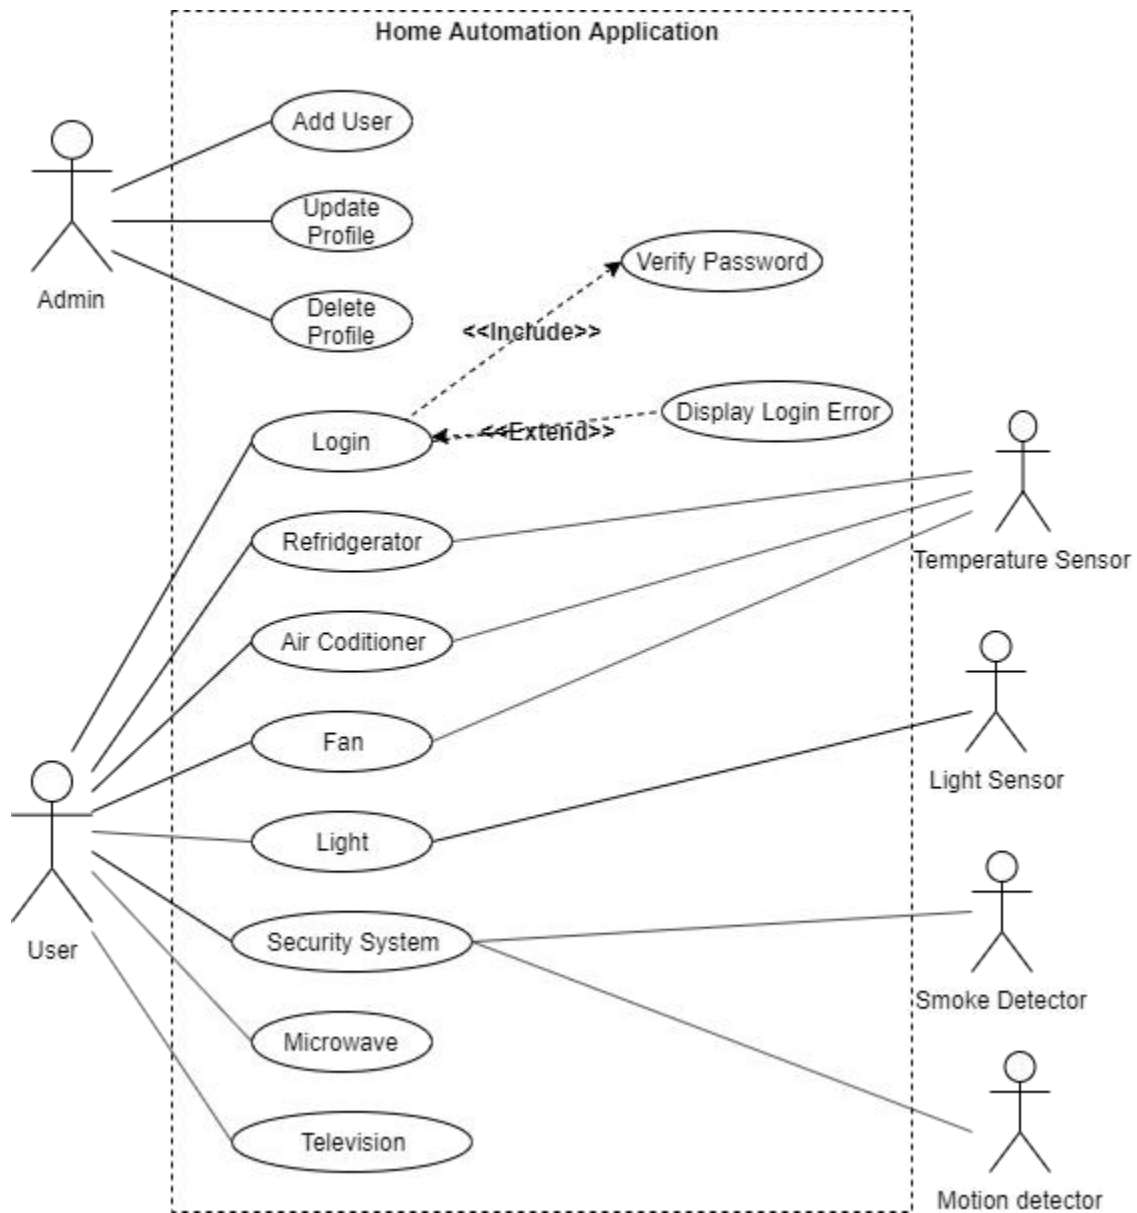 Home Automation Application
Add User
Update
Profile
Verify Password
Admin
Delete
Profile
<<Include>>
Display Login Error
Login
<<Extend>>
Refridgerator
Temperature Sensor
Air Coditioner
Fan
Light Sensor
Light
User
Security System
Smoke Detector
Microwave
Television
Motion detector